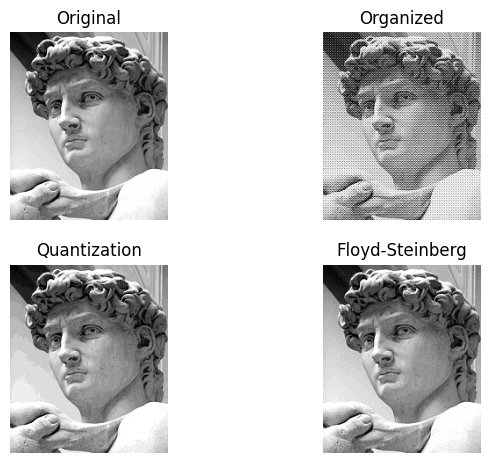 Original
Organized
Quantization
Floyd-Steinberg